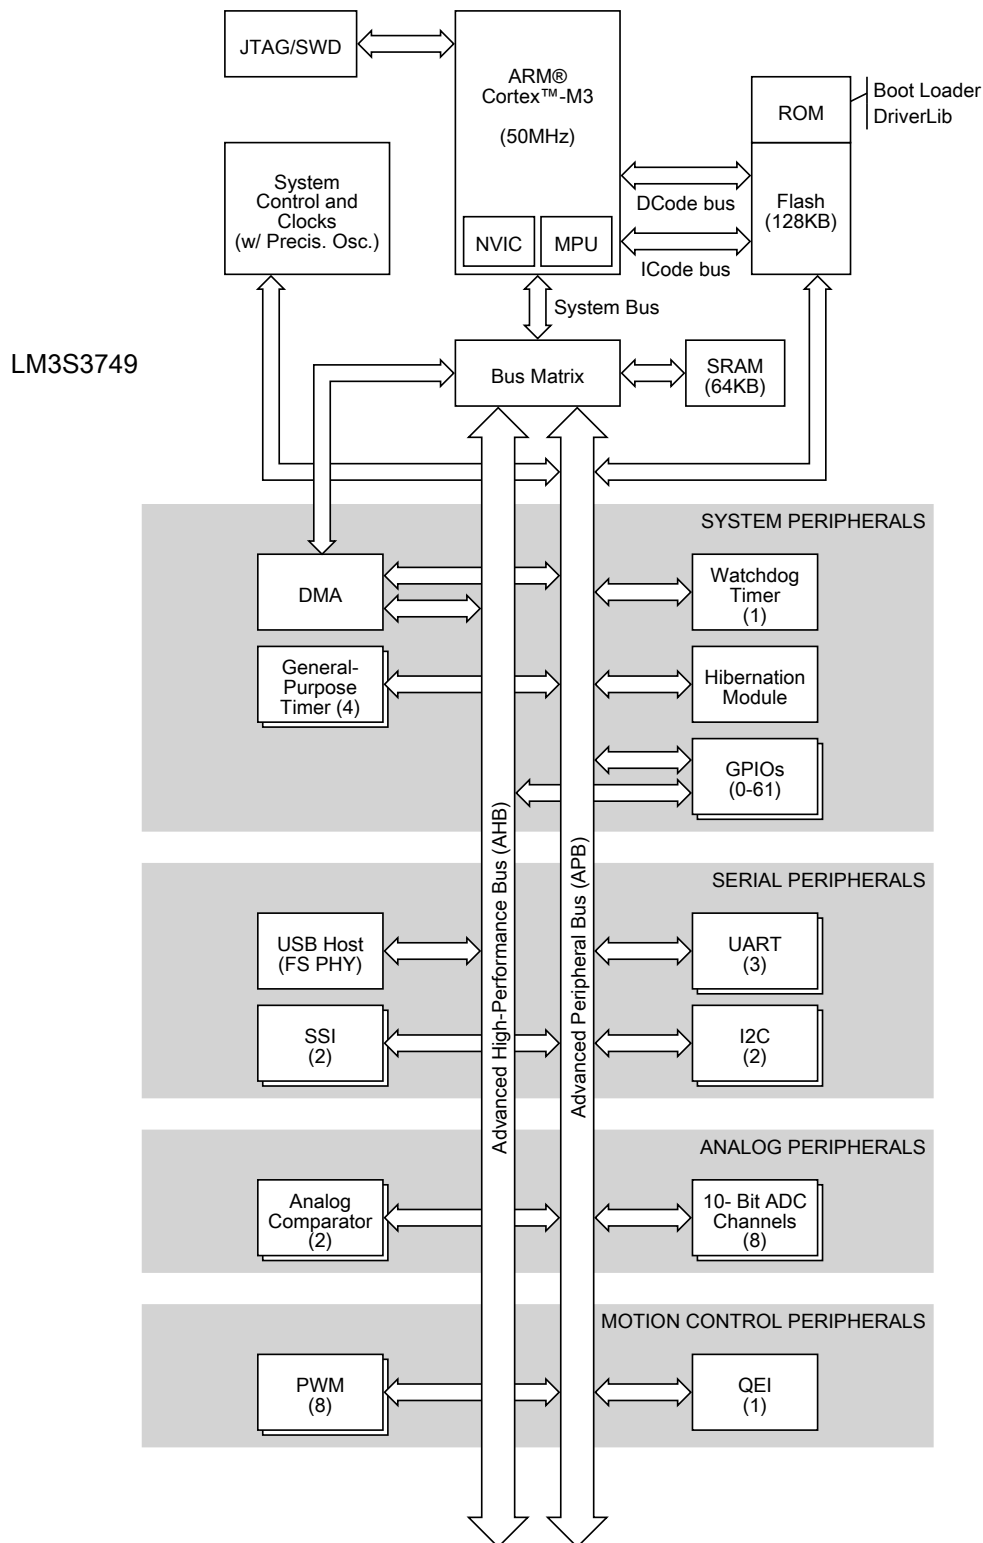 JTAG/SWD
ARM®
Cortex™-M3
(50MHz)
NVIC
MPU
ROM
Boot Loader
DriverLib
Flash
(128KB)
DCode bus
ICode bus
System
Control and
Clocks
(w/ Precis. Osc.)
System Bus
LM3S3749
Bus Matrix
SRAM
(64KB)
SYSTEM PERIPHERALS
DMA
Watchdog
Timer
(1)
General-
Purpose
Timer (4)
Hibernation
Module
GPIOs
(0-61)
Advanced High-Performance Bus (AHB)
Advanced Peripheral Bus (APB)
SERIAL PERIPHERALS
USB Host
(FS PHY)
UART
(3)
SSI
(2)
I2C
(2)
ANALOG PERIPHERALS
Analog
Comparator
(2)
10- Bit ADC
Channels
(8)
MOTION CONTROL PERIPHERALS
PWM
(8)
QEI
(1)